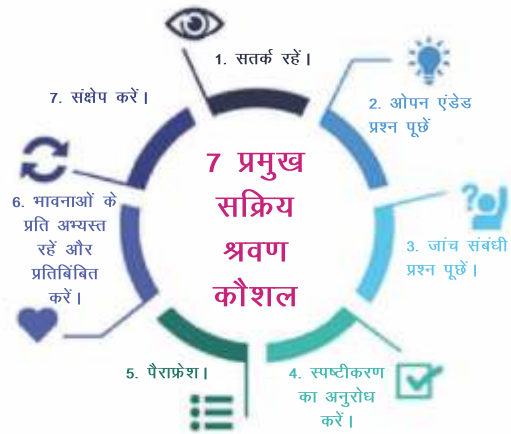 7 प्रमुख
सक्रिय
श्रवण
कौशल
1. सतर्क रहें।
2. ओपन एंडेड
प्रश्न पूछें
3. जांच संबंधी
प्रश्न पूछें।
4. स्पष्टीकरण
का अनुरोध
करें।
5. पैराफ्रेश।
6. भावनाओं के
प्रति अभ्यस्त
रहें और
प्रतिबिंबित
करें।
7. संक्षेप करें।